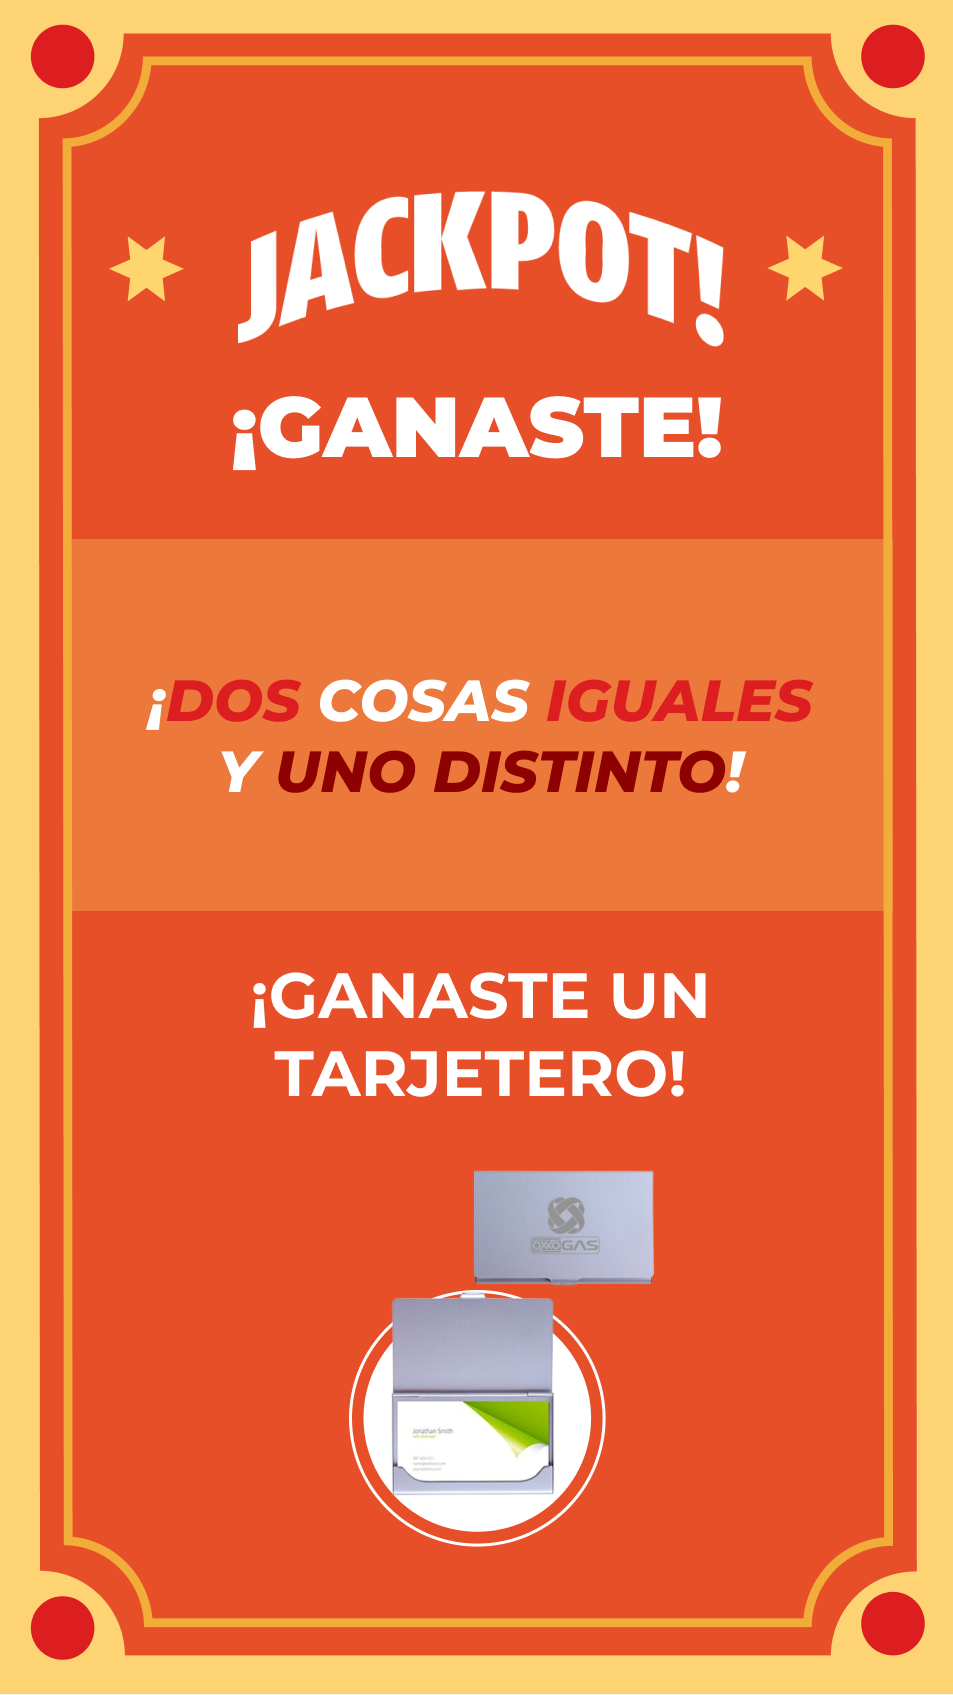 JACKPOT!
¡GANASTE!
¡DOS COSAS IGUALES
Y UNO DISTINTO!
¡GANASTE UN
TARJETERO!
OXXO GAS
Jonathan Smith